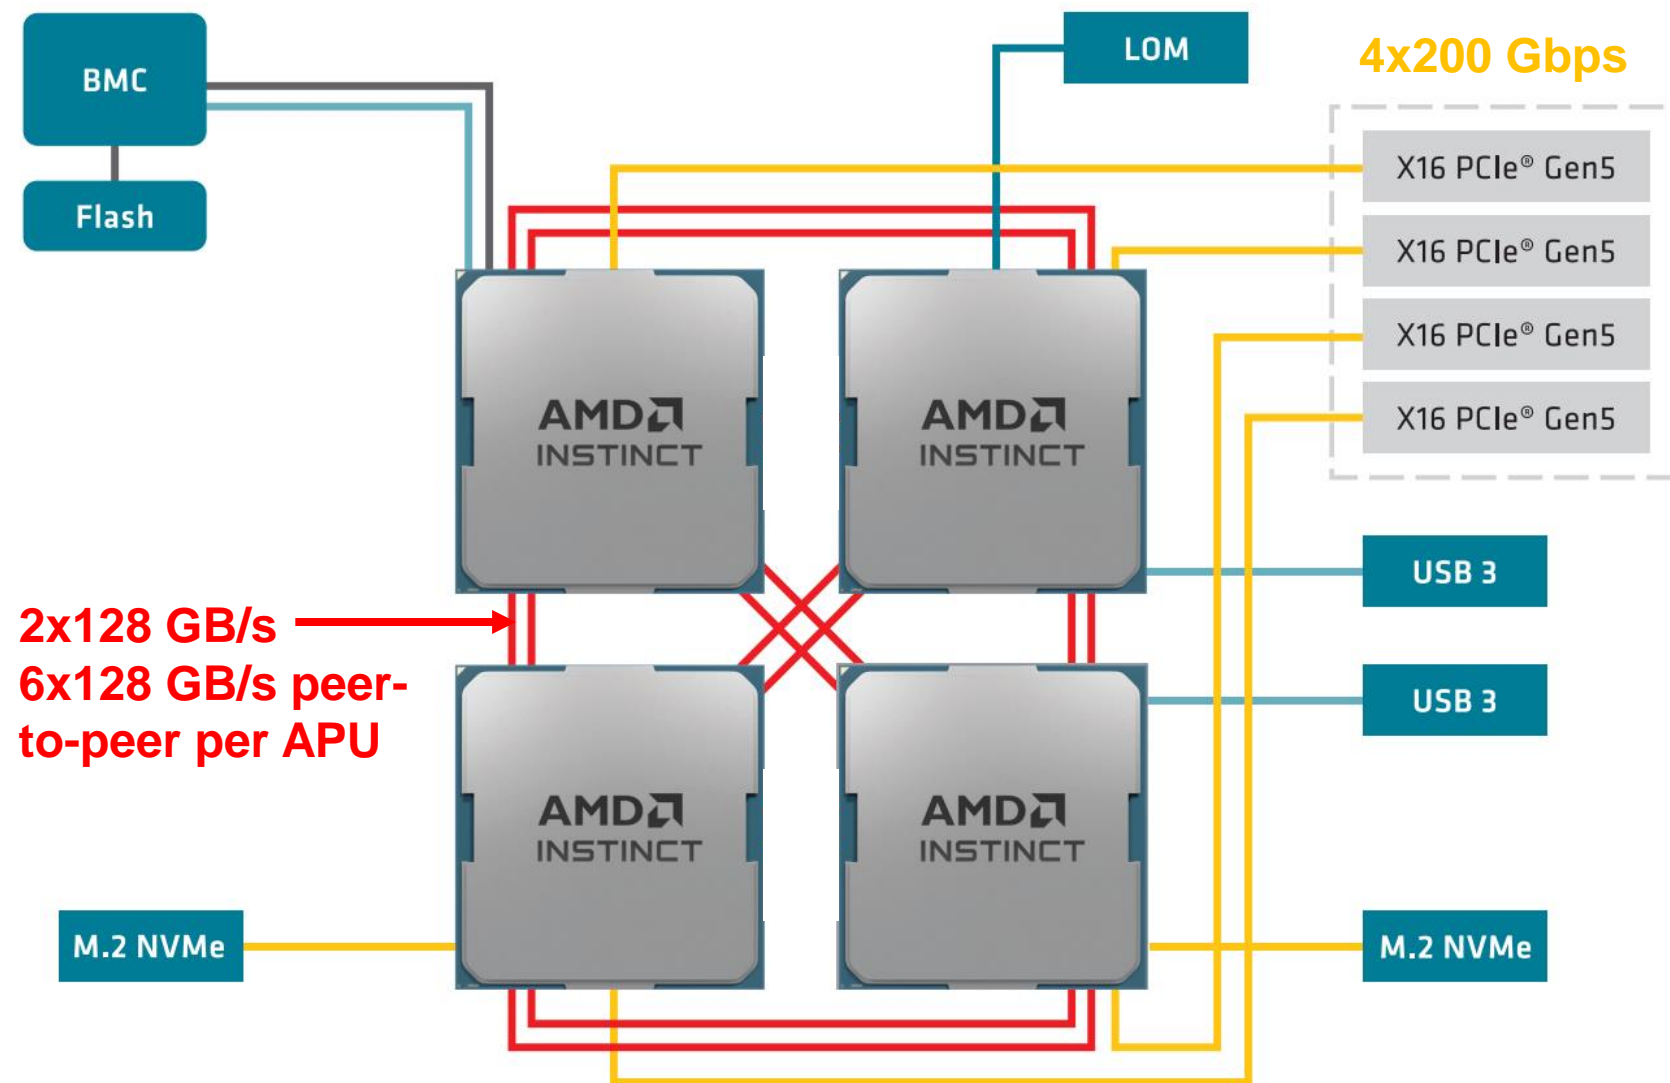 BMC
LOM
4x200 Gbps
Flash
X16 PCIe® Gen5
X16 PCIe® Gen5
X16 PCIe® Gen5
X16 PCIe® Gen5
AMD
INSTINCT
AMD
INSTINCT
USB 3
2x128 GB/s
6x128 GB/s peer-
to-peer per APU
USB 3
AMD
INSTINCT
AMD
INSTINCT
M.2 NVMe
M.2 NVMe